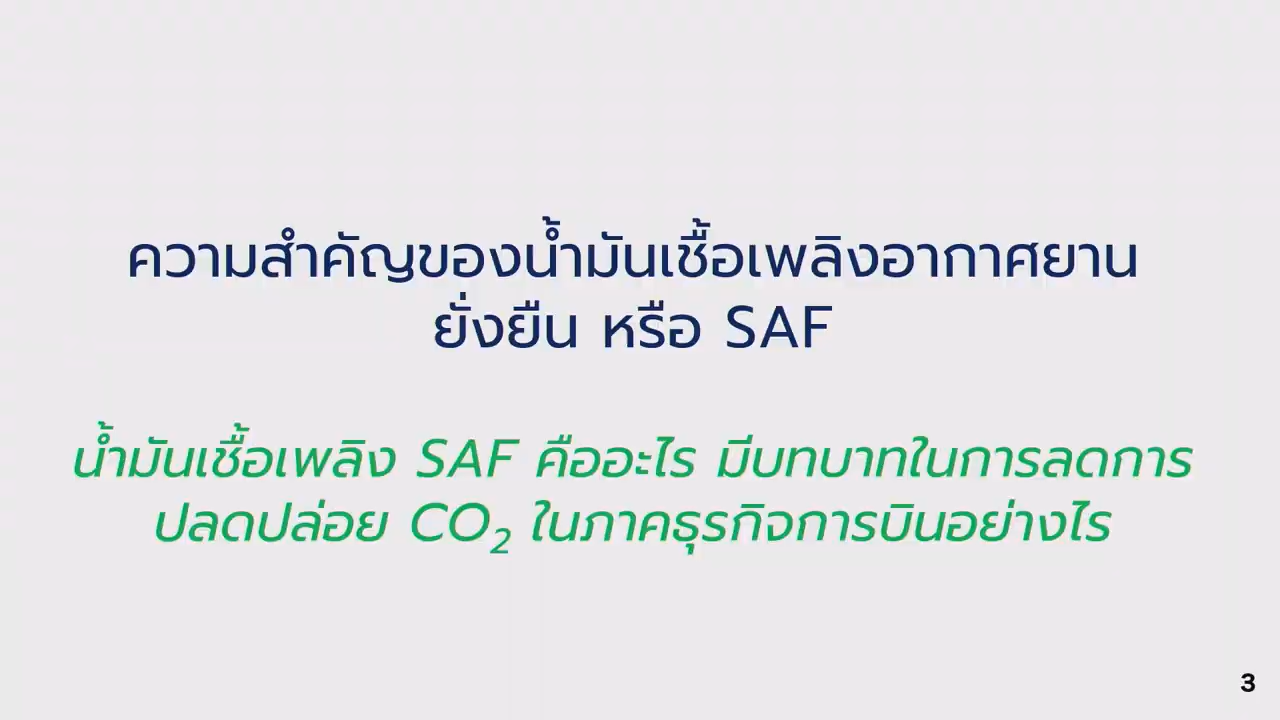 ความสำคัญของน้ำมันเชื้อเพลิงอากาศยาน
ยั่งยืน หรือ SAF
น้ำมันเชื้อเพลิง SAF คืออะไร มีบทบาทในการลดการ
ปลดปล่อย CO₂ ในภาคธุรกิจการบินอย่างไร
3